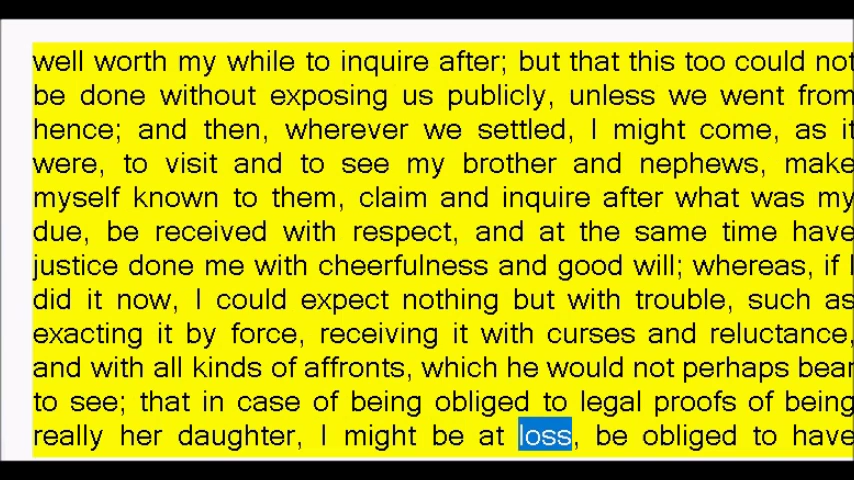 well worth my while to inquire after; but that this too could not
be done without exposing us publicly, unless we went from
hence; and then, wherever we settled, I might come, as it
were, to visit and to see my brother and nephews, make
myself known to them, claim and inquire after what was my
due, be received with respect, and at the same time have
justice done me with cheerfulness and good will; whereas, if I
did it now, I could expect nothing but with trouble, such as
exacting it by force, receiving it with curses and reluctance,
and with all kinds of affronts, which he would not perhaps bear
to see; that in case of being obliged to legal proofs of being
really her daughter, I might be at loss, be obliged to have